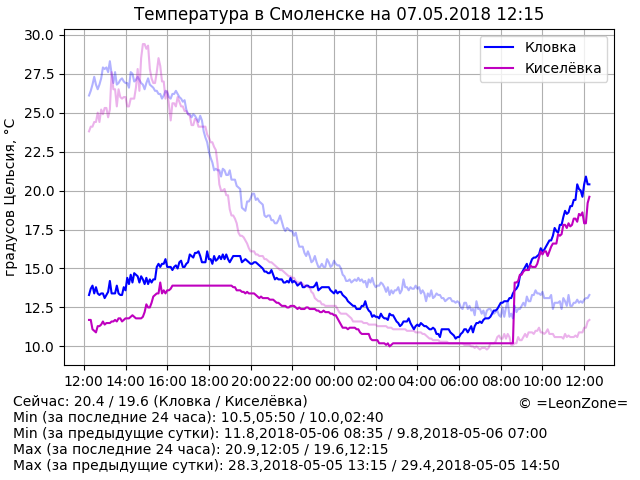 Температура в Смоленске на 07.05.2018 12:15
градусов Цельсия, °C
30.0
27.5
25.0
22.5
20.0
17.5
15.0
12.5
10.0
Кловка
Киселёвка
12:00 14:00 16:00 18:00 20:00 22:00 00:00 02:00 04:00 06:00 08:00 10:00 12:00
Сейчас: 20.4 / 19.6 (Кловка / Киселёвка)
© =LeonZone=
Min (за последние 24 часа): 10.5,05:50 / 10.0,02:40
Min (за предыдущие сутки): 11.8,2018-05-06 08:35 / 9.8,2018-05-06 07:00
Max (за последние 24 часа): 20.9,12:05 / 19.6,12:15
Max (за предыдущие сутки): 28.3,2018-05-05 13:15 / 29.4,2018-05-05 14:50